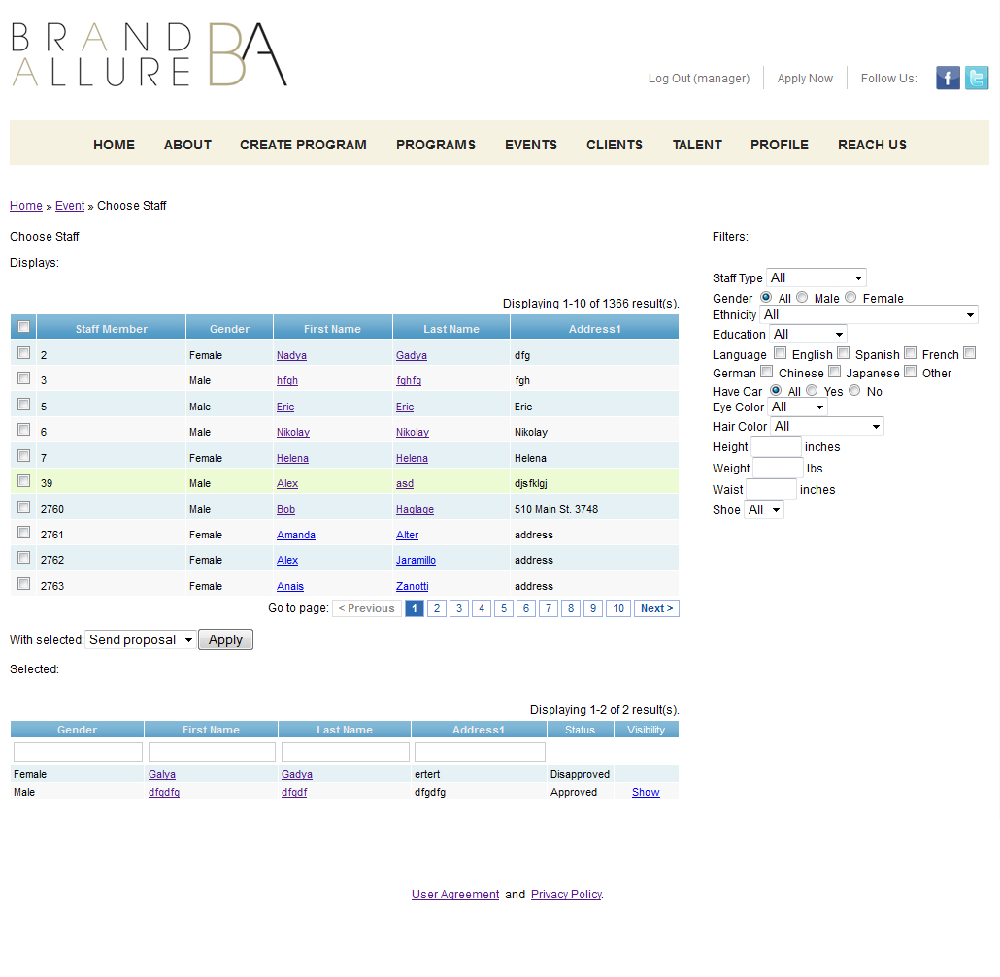 BRAND BA
ALLURE
Log Out (manager) Apply Now Follow Us: f t
HOME ABOUT CREATE PROGRAM PROGRAMS EVENTS CLIENTS TALENT PROFILE REACH US
Home » Event » Choose Staff
Choose Staff
Displays:
Displaying 1-10 of 1366 result(s).
Staff Member Gender First Name Last Name Address1
2 Female Nadya Gadya dfg
3 Male hfgh fghfg fgh
5 Male Eric Eric Eric
6 Male Nikolay Nikolay Nikolay
7 Female Helena Helena Helena
39 Male Alex asd djsfklgj
2760 Male Bob Haglage 510 Main St. 3748
2761 Female Amanda Alter address
2762 Female Alex Jaramillo address
2763 Female Anais Zanotti address
Go to page: < Previous 1 2 3 4 5 6 7 8 9 10 Next >
With selected: Send proposal Apply
Selected:
Displaying 1-2 of 2 result(s).
Gender First Name Last Name Address1 Status Visibility
Female Galya Gadya ertert Disapproved
Male dfgdfg dfgdf dfgdfg Approved Show
Filters:
Staff Type All
Gender All Male Female
Ethnicity All
Education All
Language English Spanish French
German Chinese Japanese Other
Have Car All Yes No
Eye Color All
Hair Color All
Height inches
Weight lbs
Waist inches
Shoe All
User Agreement and Privacy Policy.